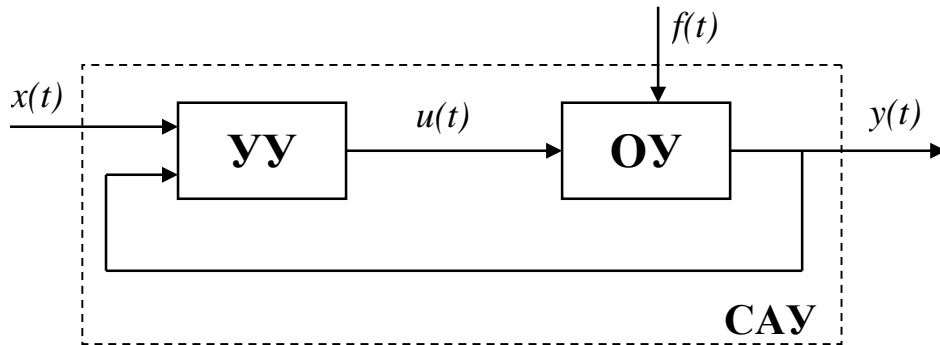 f(t)
x(t)
u(t)
y(t)
УУ
ОУ
САУ